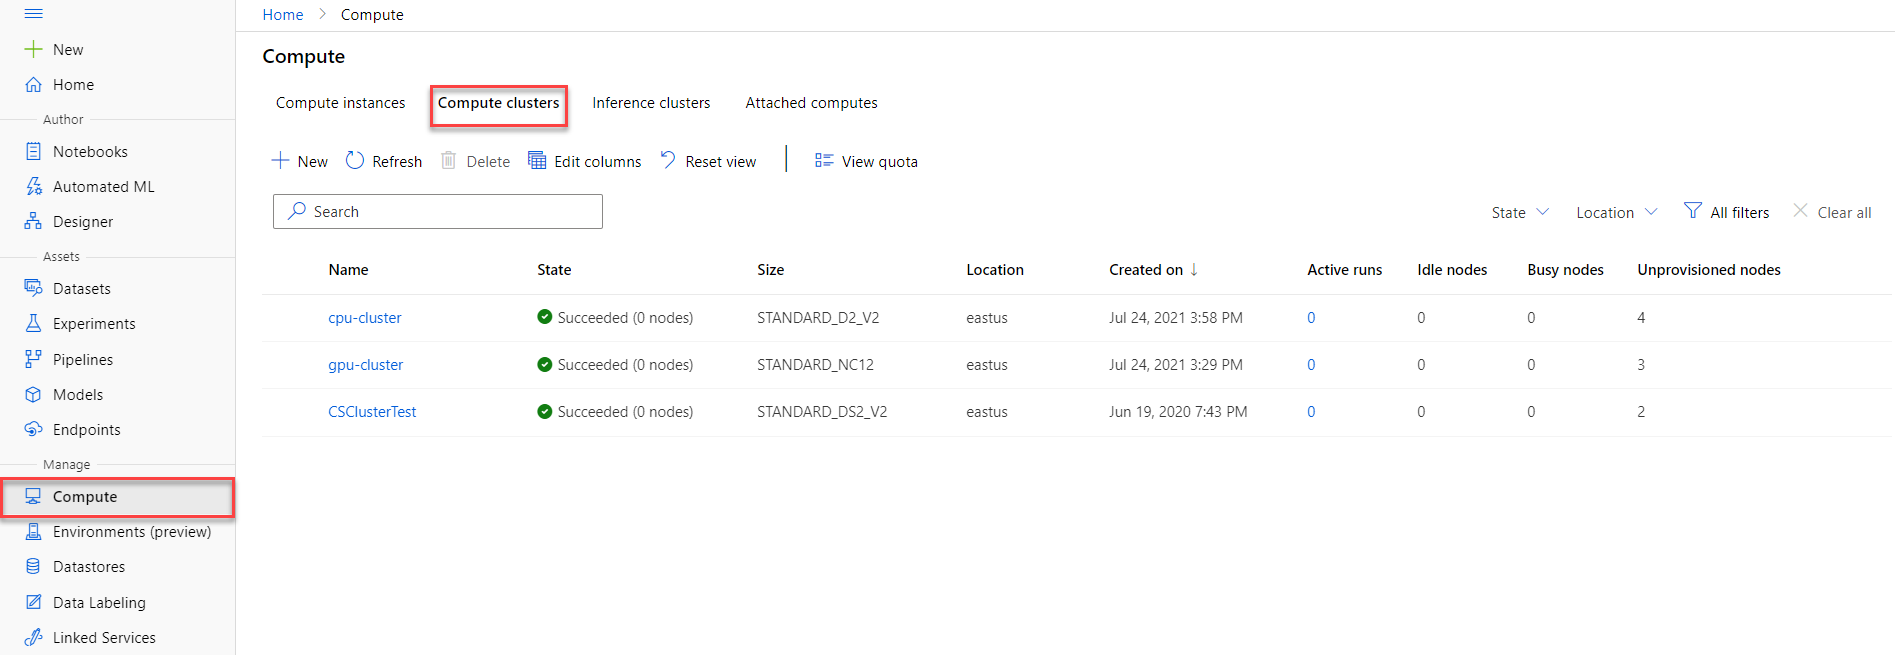 Home > Compute
New
Home
Author
Notebooks
Automated ML
Designer
Assets
Datasets
Experiments
Pipelines
Models
Endpoints
Manage
Compute
Environments (preview)
Datastores
Data Labeling
Linked Services
Compute
Compute instances Compute clusters Inference clusters Attached computes
New Refresh Delete Edit columns Reset view View quota
Search State Location All filters Clear all
Name State Size Location Created on ↓ Active runs Idle nodes Busy nodes Unprovisioned nodes
cpu-cluster Succeeded (0 nodes) STANDARD_D2_V2 eastus Jul 24, 2021 3:58 PM 0 0 0 4
gpu-cluster Succeeded (0 nodes) STANDARD_NC12 eastus Jul 24, 2021 3:29 PM 0 0 0 3
CSClusterTest Succeeded (0 nodes) STANDARD_DS2_V2 eastus Jun 19, 2020 7:43 PM 0 0 0 2